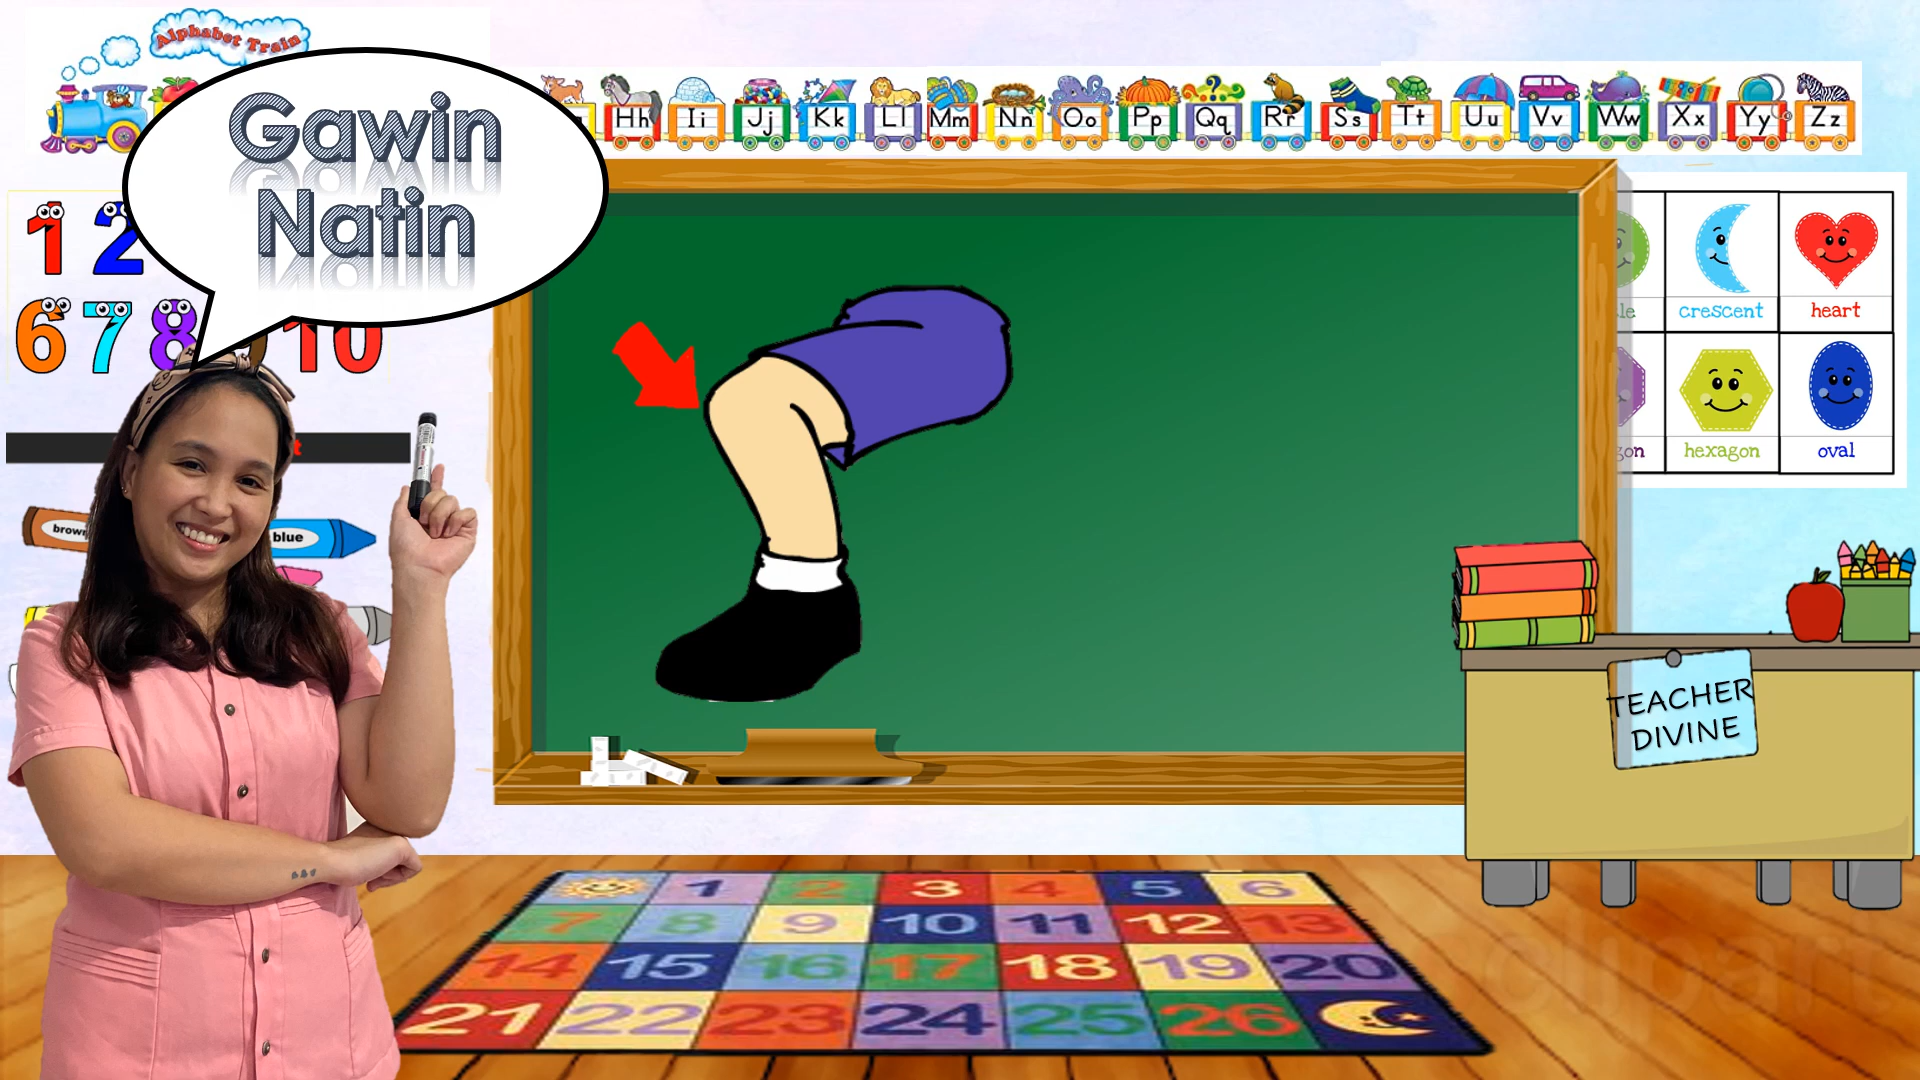 Alphabet Train
Gawin
Natin
Hh Ii Jj Kk Ll Mm Nn Oo Pp Qq Rr Ss Tt Uu Vv Ww Xx Yy Zz
1 2
6 7 8 10
crescent heart
hexagon oval
brown
blue
TEACHER
DIVINE
1 2 3 4 5 6
7 8 9 10 11 12 13
14 15 16 17 18 19 20
21 22 23 24 25 26
clipart